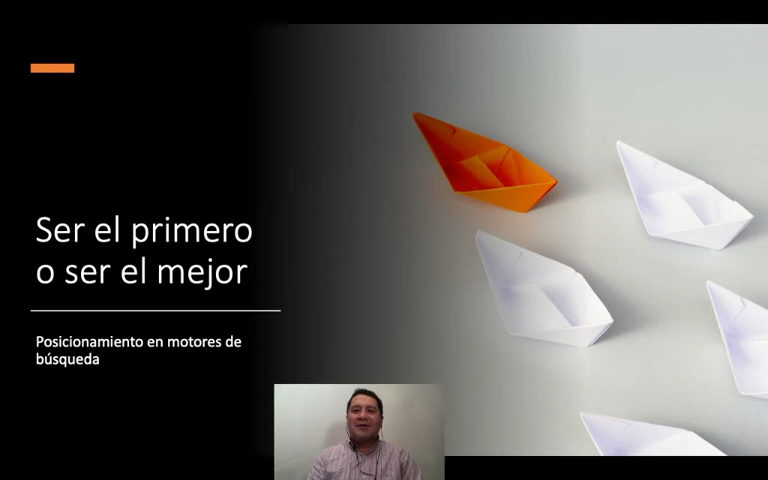 Ser el primero
o ser el mejor
Posicionamiento en motores de
búsqueda